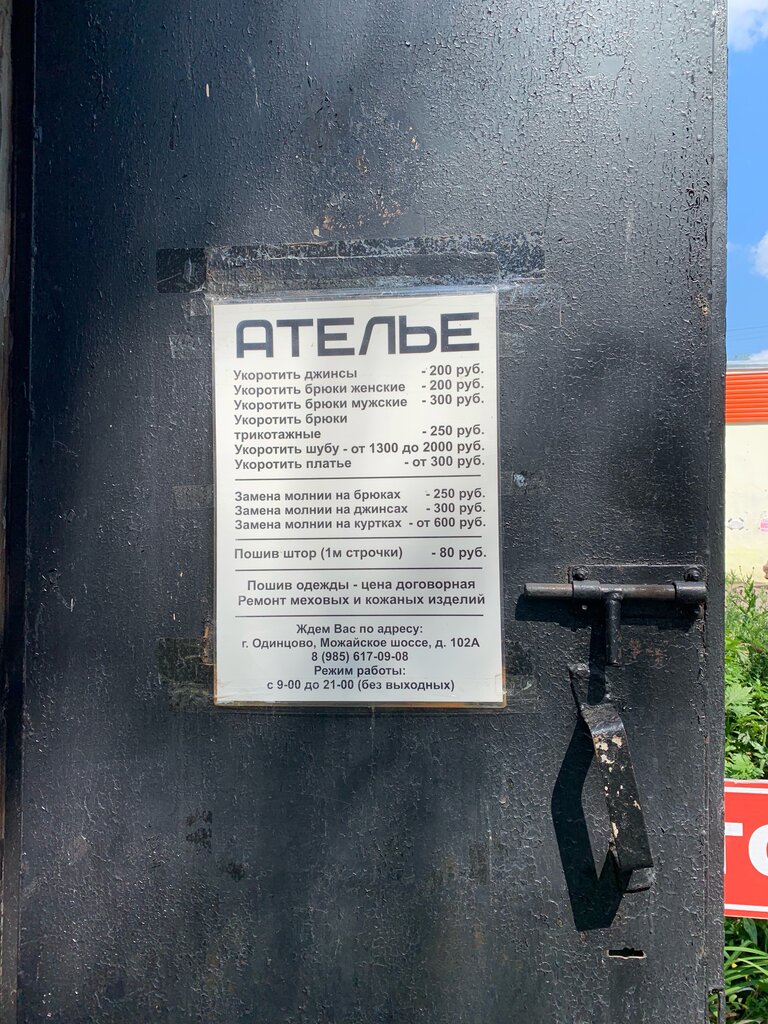 АТЕЛЬЕ
Укоротить джинсы - 200 руб.
Укоротить брюки женские - 200 руб.
Укоротить брюки мужские - 300 руб.
Укоротить брюки
трикотажные - 250 руб.
Укоротить шубу - от 1300 до 2000 руб.
Укоротить платье - от 300 руб.
Замена молнии на брюках - 250 руб.
Замена молнии на джинсах - 300 руб.
Замена молнии на куртках - от 600 руб.
Пошив штор (1м строчки) - 80 руб.
Пошив одежды - цена договорная
Ремонт меховых и кожаных изделий
Ждем Вас по адресу:
г. Одинцово, Можайское шоссе, д. 102А
8 (985) 617-09-08
Режим работы:
с 9-00 до 21-00 (без выходных)